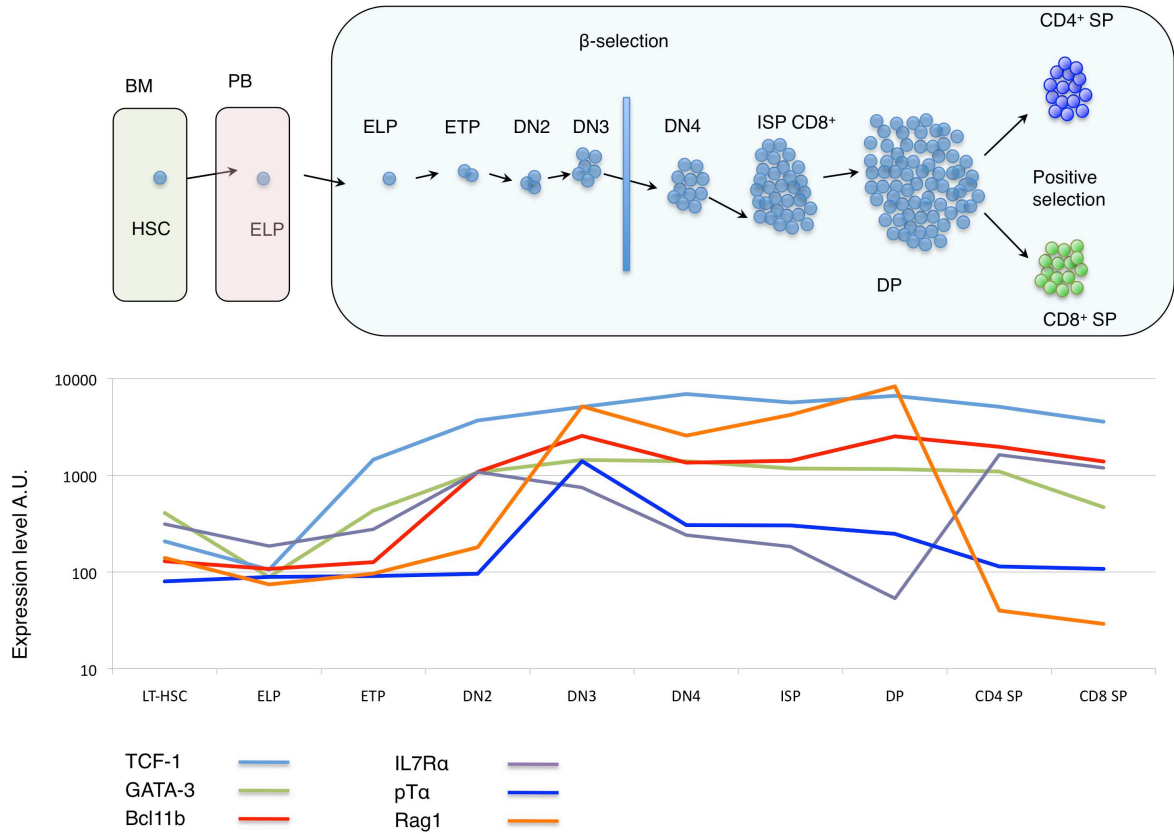 CD4⁺ SP
β-selection
BM
PB
ELP
ETP
DN2
DN3
DN4
ISP CD8⁺
Positive
selection
HSC
ELP
DP
CD8⁺ SP
Expression level A.U.
10000
1000
100
10
LT-HSC
ELP
ETP
DN2
DN3
DN4
ISP
DP
CD4 SP
CD8 SP
TCF-1
GATA-3
Bcl11b
IL7Rα
pTα
Rag1